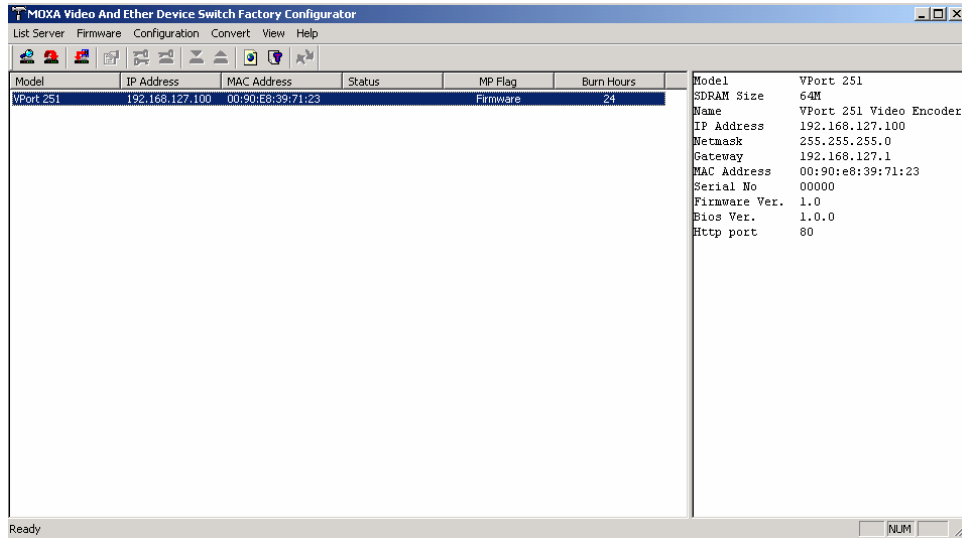 MOXA Video And Ether Device Switch Factory Configurator
List Server Firmware Configuration Convert View Help
Model IP Address MAC Address Status MP Flag Burn Hours
VPort 251 192.168.127.100 00:90:E8:39:71:23 Firmware 24
Model VPort 251
SDRAM Size 64M
Name VPort 251 Video Encoder
IP Address 192.168.127.100
Netmask 255.255.255.0
Gateway 192.168.127.1
MAC Address 00:90:e8:39:71:23
Serial No 00000
Firmware Ver. 1.0
Bios Ver. 1.0.0
Http port 80
Ready NUM